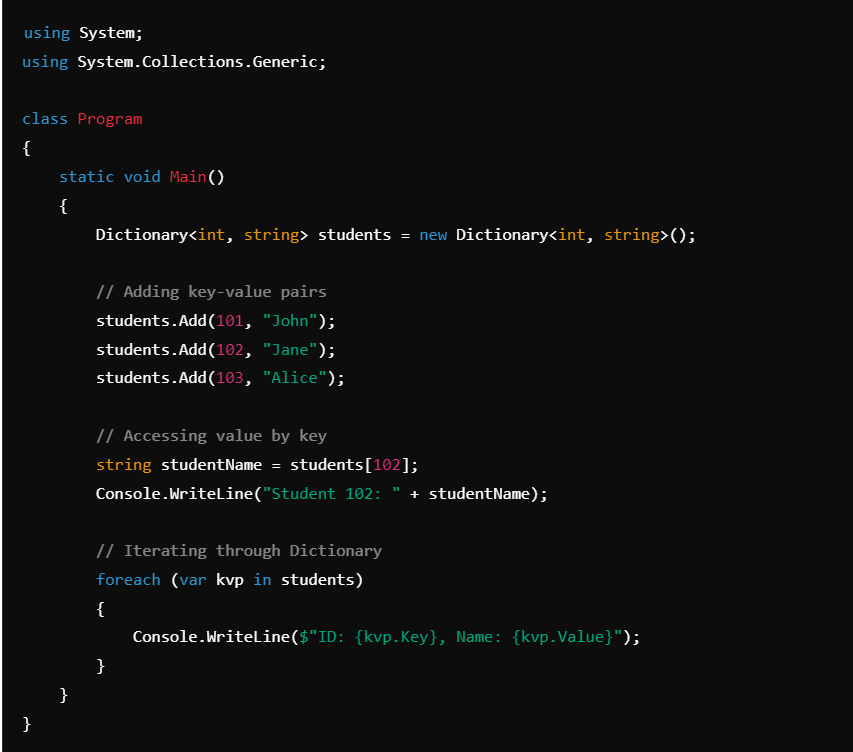 using System;
using System.Collections.Generic;

class Program
{
    static void Main()
    {
        Dictionary<int, string> students = new Dictionary<int, string>();

        // Adding key-value pairs
        students.Add(101, "John");
        students.Add(102, "Jane");
        students.Add(103, "Alice");

        // Accessing value by key
        string studentName = students[102];
        Console.WriteLine("Student 102: " + studentName);

        // Iterating through Dictionary
        foreach (var kvp in students)
        {
            Console.WriteLine($"ID: {kvp.Key}, Name: {kvp.Value}");
        }
    }
}